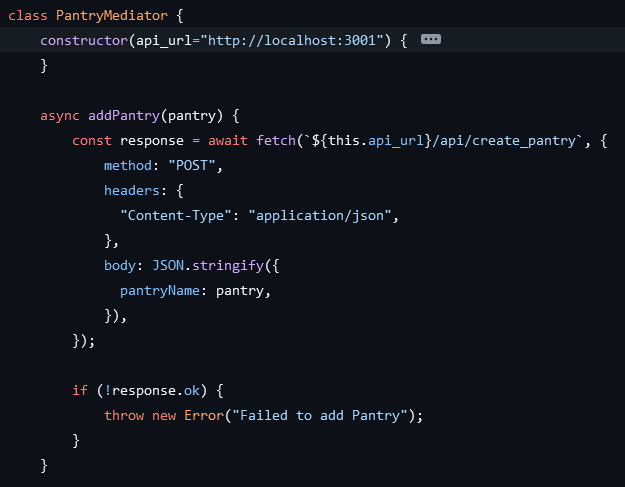 class PantryMediator {
    constructor(api_url="http://localhost:3001") { ···
    }

    async addPantry(pantry) {
        const response = await fetch(`${this.api_url}/api/create_pantry`, {
            method: "POST",
            headers: {
              "Content-Type": "application/json",
            },
            body: JSON.stringify({
              pantryName: pantry,
            }),
        });

        if (!response.ok) {
            throw new Error("Failed to add Pantry");
        }
    }